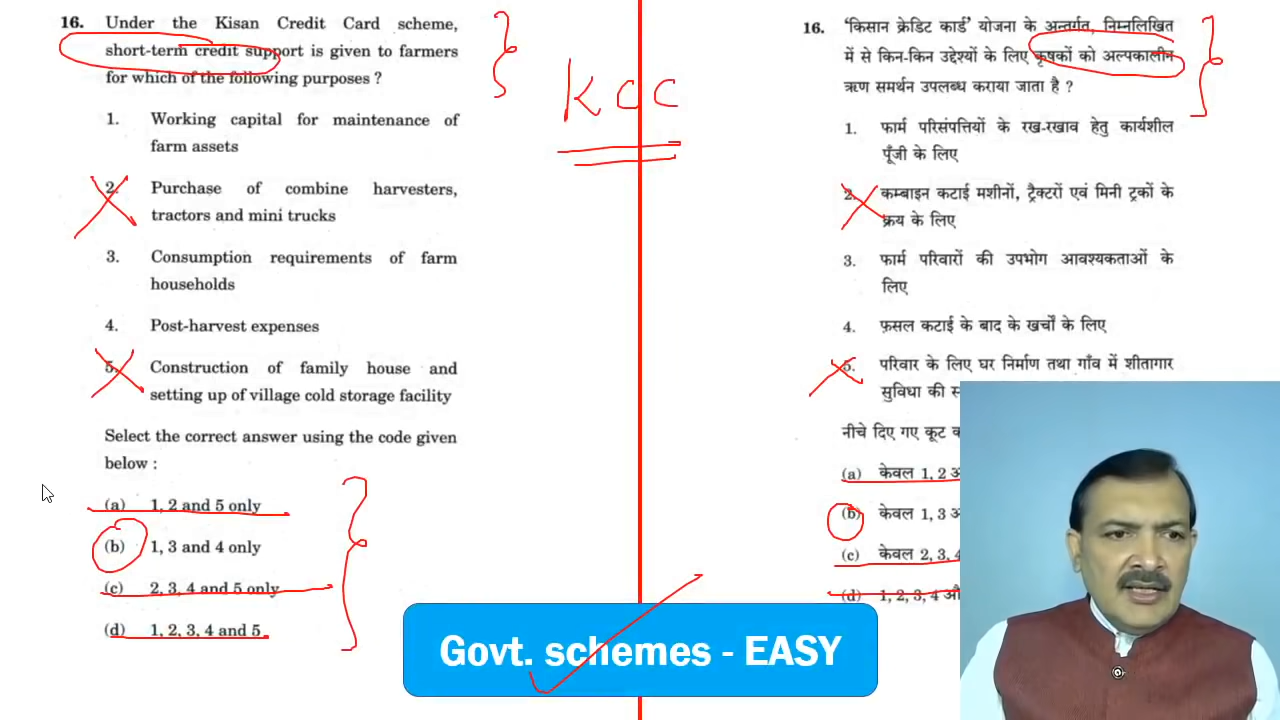 16. Under the Kisan Credit Card scheme,
short-term credit support is given to farmers
for which of the following purposes ?
1. Working capital for maintenance of
farm assets
2. Purchase of combine harvesters,
tractors and mini trucks
3. Consumption requirements of farm
households
4. Post-harvest expenses
5. Construction of family house and
setting up of village cold storage facility
Select the correct answer using the code given
below :
(a) 1, 2 and 5 only
(b) 1, 3 and 4 only
(c) 2, 3, 4 and 5 only
(d) 1, 2, 3, 4 and 5
KCC
16. ‘किसान क्रेडिट कार्ड’ योजना के अन्तर्गत, निम्नलिखित
में से किन-किन उद्देश्यों के लिए कृषकों को अल्पकालीन
ऋण समर्थन उपलब्ध कराया जाता है ?
1. फार्म परिसंपत्तियों के रख-रखाव हेतु कार्यशील
पूँजी के लिए
2. कम्बाइन कटाई मशीनों, ट्रैक्टरों एवं मिनी ट्रकों के
क्रय के लिए
3. फार्म परिवारों की उपभोग आवश्यकताओं के
लिए
4. फ़सल कटाई के बाद के खर्चों के लिए
5. परिवार के लिए घर निर्माण तथा गाँव में शीतागार
सुविधा की
नीचे दिए गए कूट
(a) केवल 1, 2
(b) केवल 1, 3
(c) केवल 2, 3, 4
(d) 1, 2, 3, 4 और
Govt. schemes - EASY